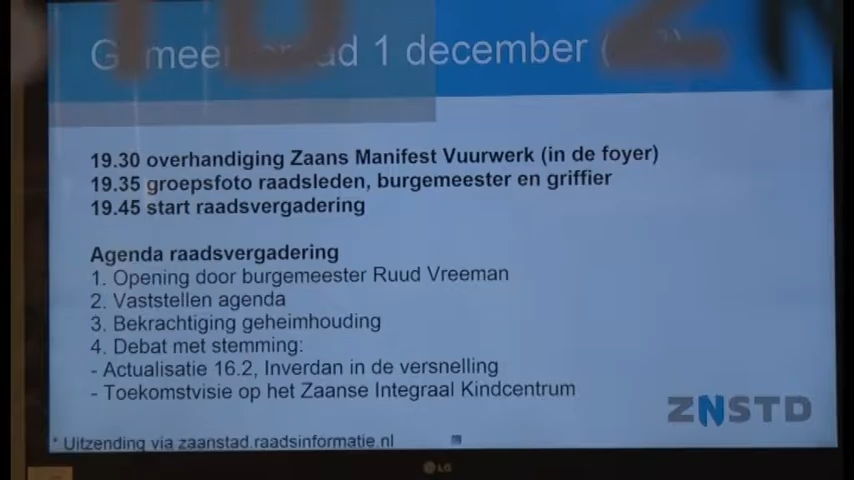 1 december
19.30 overhandiging Zaans Manifest Vuurwerk (in de foyer)
19.35 groepsfoto raadsleden, burgemeester en griffier
19.45 start raadsvergadering
Agenda raadsvergadering
1. Opening door burgemeester Ruud Vreeman
2. Vaststellen agenda
3. Bekrachtiging geheimhouding
4. Debat met stemming:
- Actualisatie 16.2, Inverdan in de versnelling
- Toekomstvisie op het Zaanse Integraal Kindcentrum
ZNSTD
* Uitzending via zaanstad.raadsinformatie.nl
LG